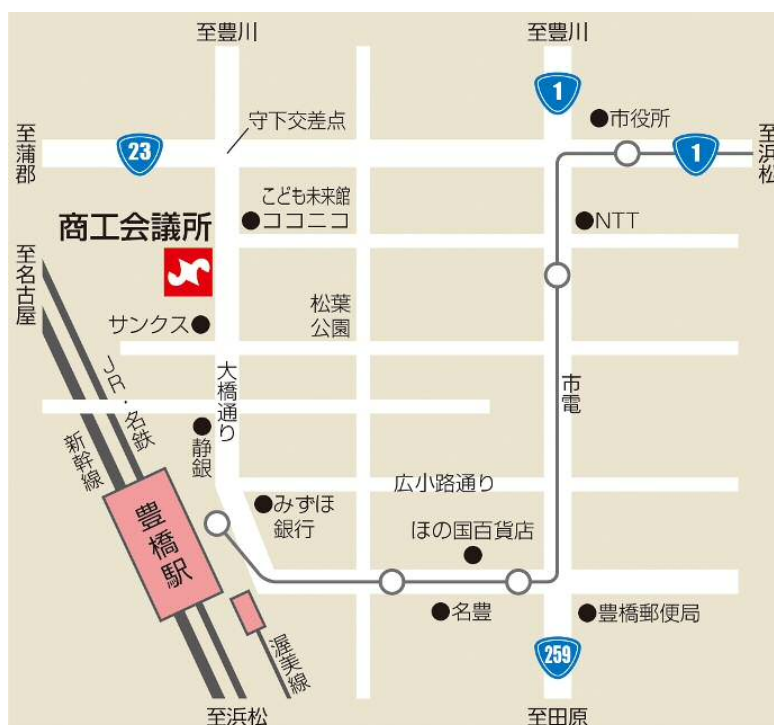 至豊川
至豊川
1
守下交差点
市役所
至蒲郡
23
1
至浜松
こども未来館
ココニコ
商工会議所
NTT
至名古屋
松葉
公園
サンクス
JR・名鉄
大橋通り
市電
新幹線
静銀
広小路通り
みずほ
銀行
ほの国百貨店
豊橋駅
名豊
豊橋郵便局
渥美線
259
至浜松
至田原